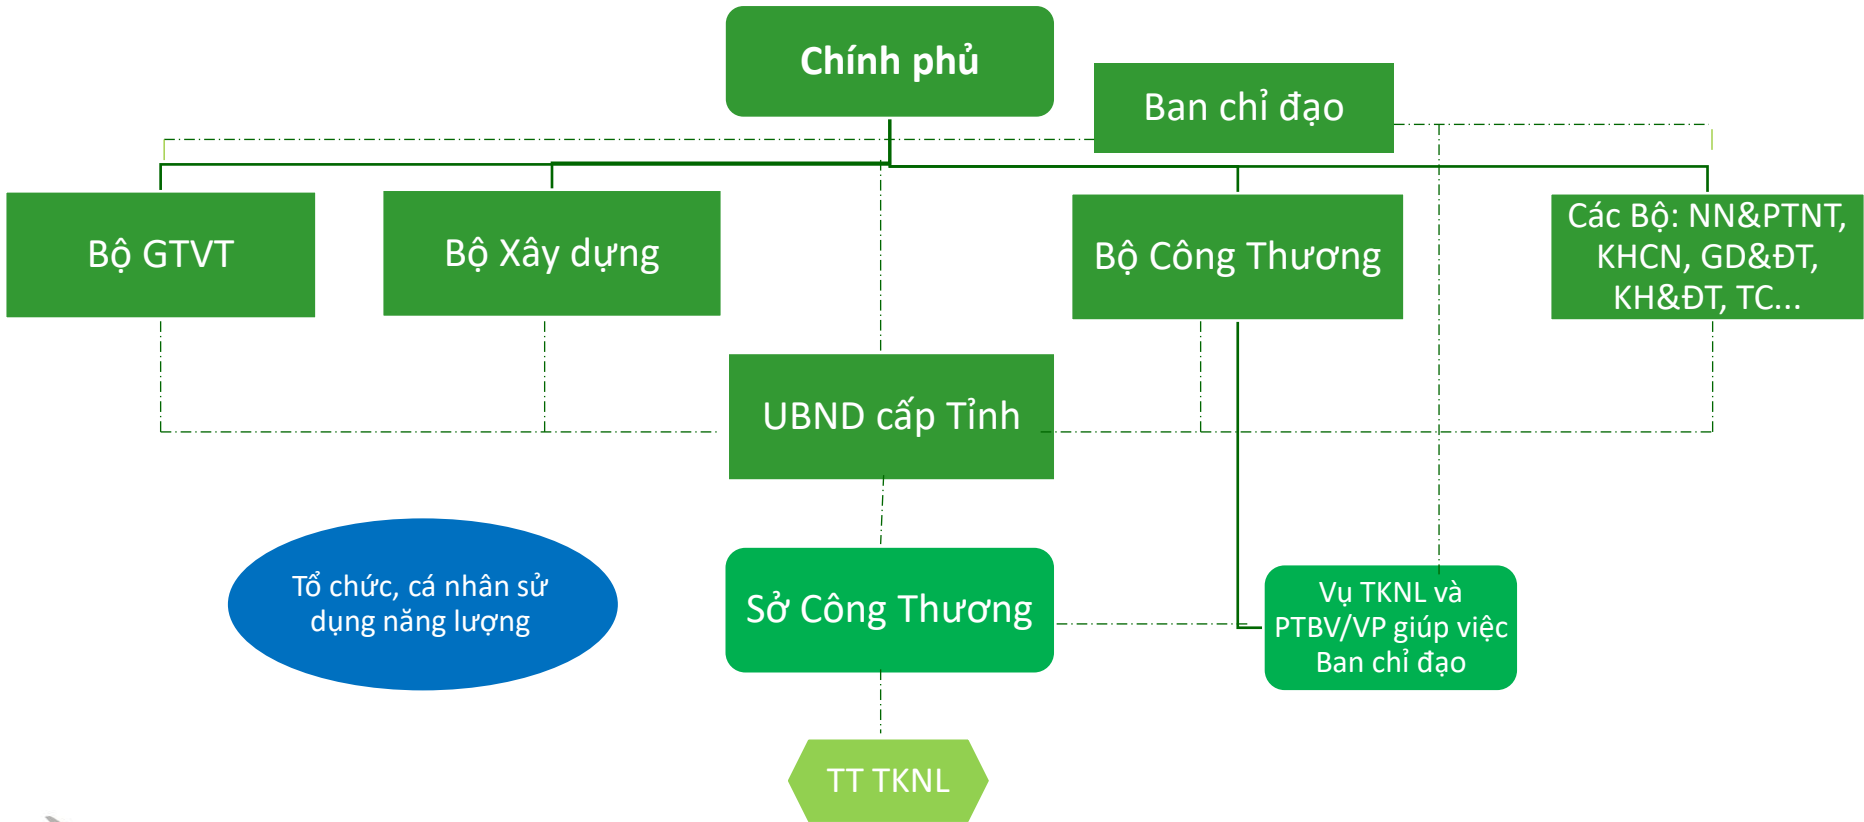 Chính phủ
Ban chỉ đạo
Bộ GTVT
Bộ Xây dựng
Bộ Công Thương
Các Bộ: NN&PTNT,
KHCN, GD&ĐT,
KH&ĐT, TC...
UBND cấp Tỉnh
Tổ chức, cá nhân sử
dụng năng lượng
Sở Công Thương
Vụ TKNL và
PTBV/VP giúp việc
Ban chỉ đạo
TT TKNL